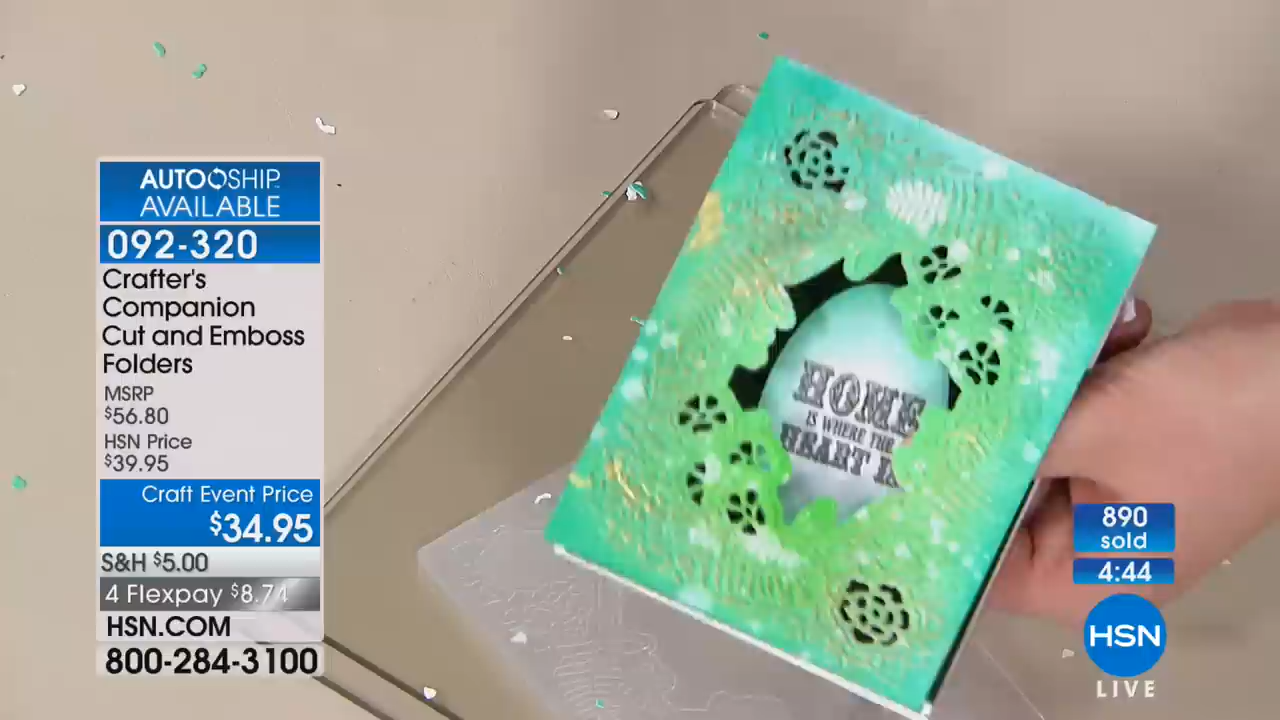 AUTOSHIP
AVAILABLE
092-320
Crafter's
Companion
Cut and Emboss
Folders
MSRP
$56.80
HSN Price
$39.95
Craft Event Price
$34.95
S&H $5.00
4 Flexpay $8.74
HSN.COM
800-284-3100
HOME
IS WHERE THE
HEART IS
890
sold
4:44
HSN
LIVE